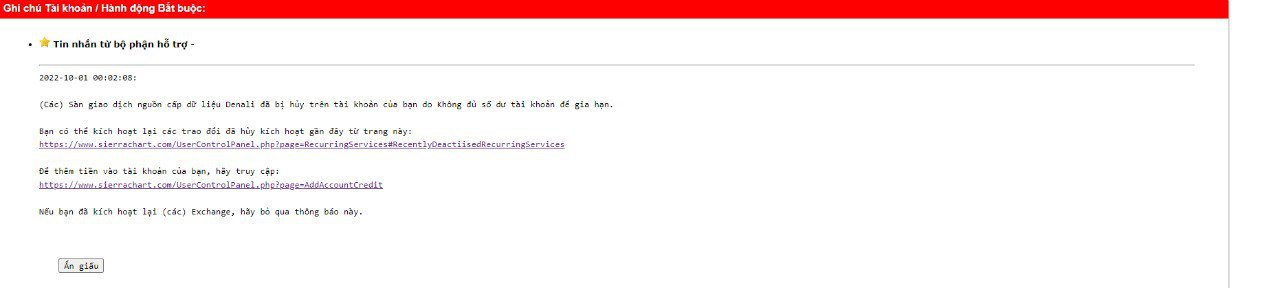 Ghi chú Tài khoản / Hành động Bắt buộc:
Tin nhắn từ bộ phận hỗ trợ -
2022-10-01 00:02:08:
(Các) Sàn giao dịch nguồn cấp dữ liệu Denali đã bị hủy trên tài khoản của bạn do Không đủ số dư tài khoản để gia hạn.
Bạn có thể kích hoạt lại các trao đổi đã hủy kích hoạt gần đây từ trang này:
https://www.sierrachart.com/UserControlPanel.php?page=RecurringServices#RecentlyDeactiisedRecurringServices
Để thêm tiền vào tài khoản của bạn, hãy truy cập:
https://www.sierrachart.com/UserControlPanel.php?page=AddAccountCredit
Nếu bạn đã kích hoạt lại (các) Exchange, hãy bỏ qua thông báo này.
Ẩn giấu